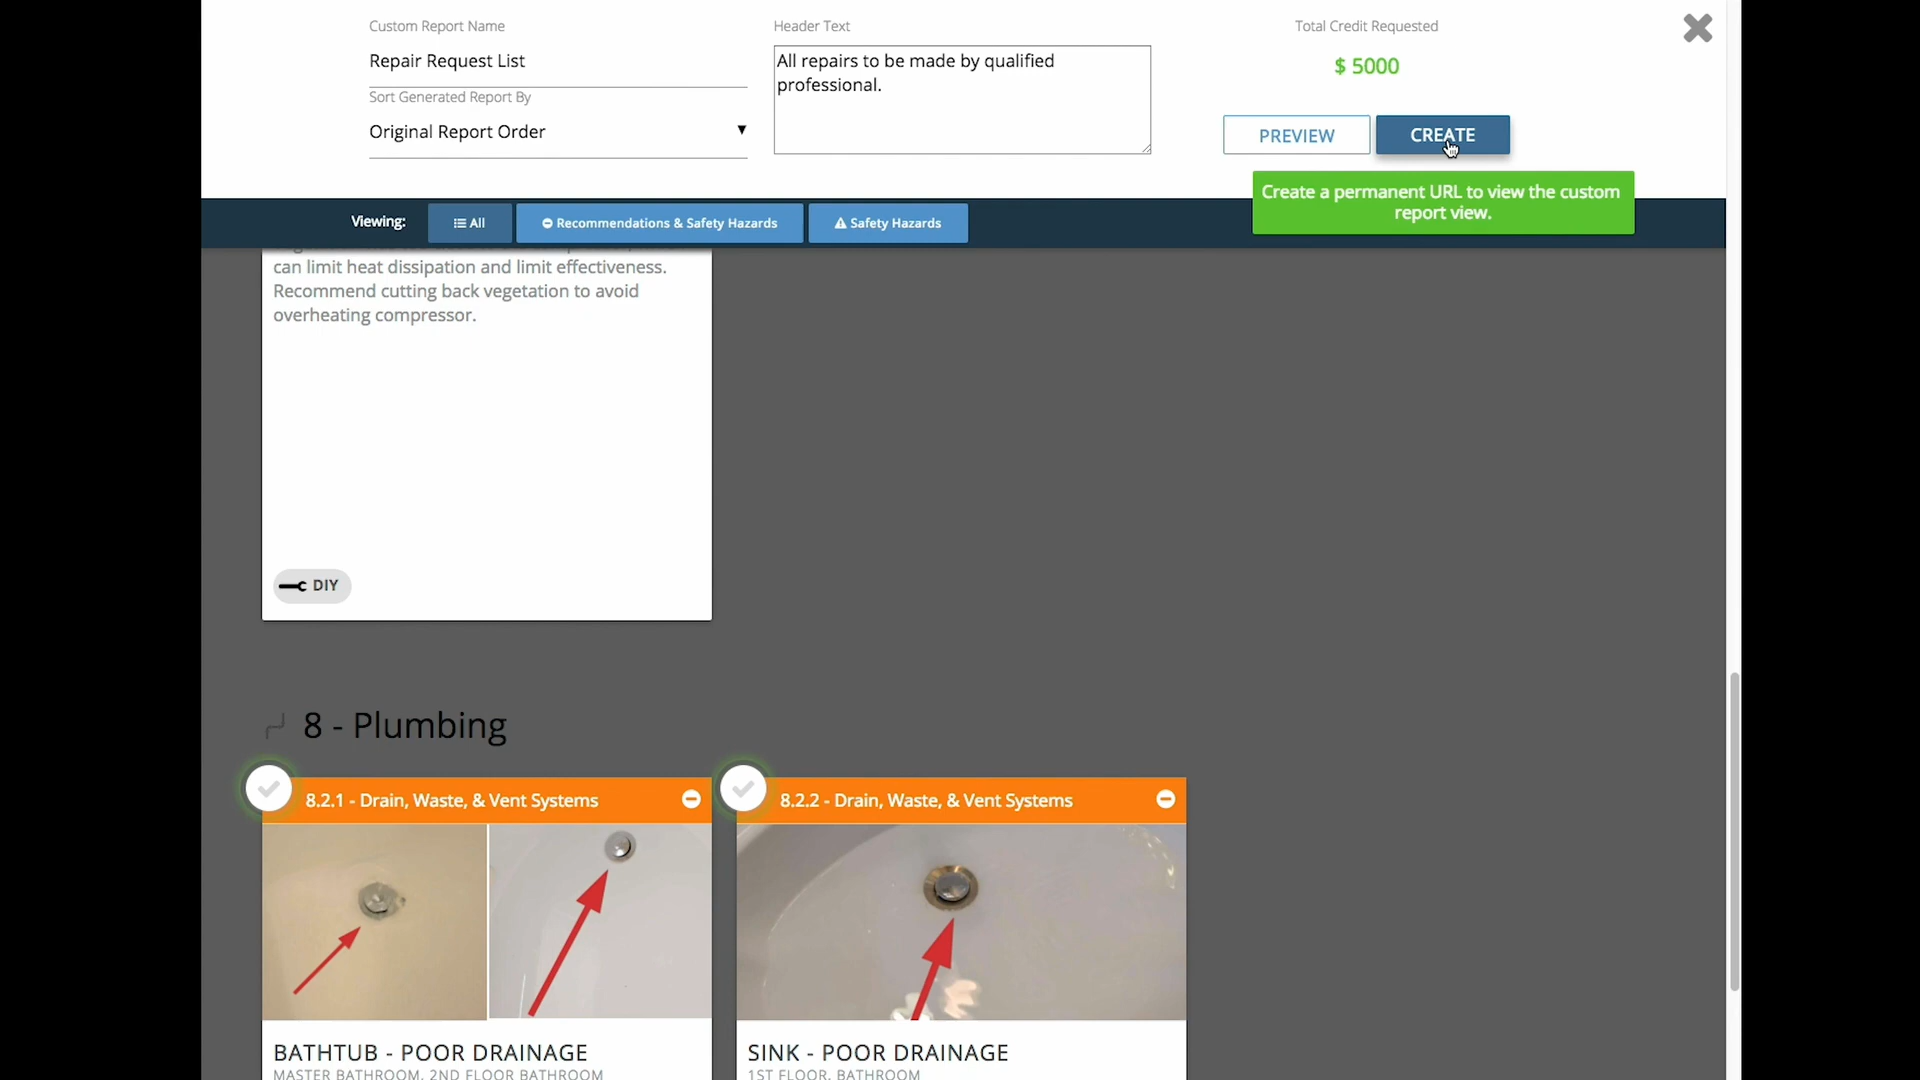 Custom Report Name
Repair Request List
Sort Generated Report By
Original Report Order
Header Text
All repairs to be made by qualified
professional.
Total Credit Requested
$ 5000
PREVIEW
CREATE
Create a permanent URL to view the custom
report view.
Viewing:
All
Recommendations & Safety Hazards
Safety Hazards
can limit heat dissipation and limit effectiveness.
Recommend cutting back vegetation to avoid
overheating compressor.
DIY
8 - Plumbing
8.2.1 - Drain, Waste, & Vent Systems
BATHTUB - POOR DRAINAGE
MASTER BATHROOM, 2ND FLOOR BATHROOM
8.2.2 - Drain, Waste, & Vent Systems
SINK - POOR DRAINAGE
1ST FLOOR, BATHROOM